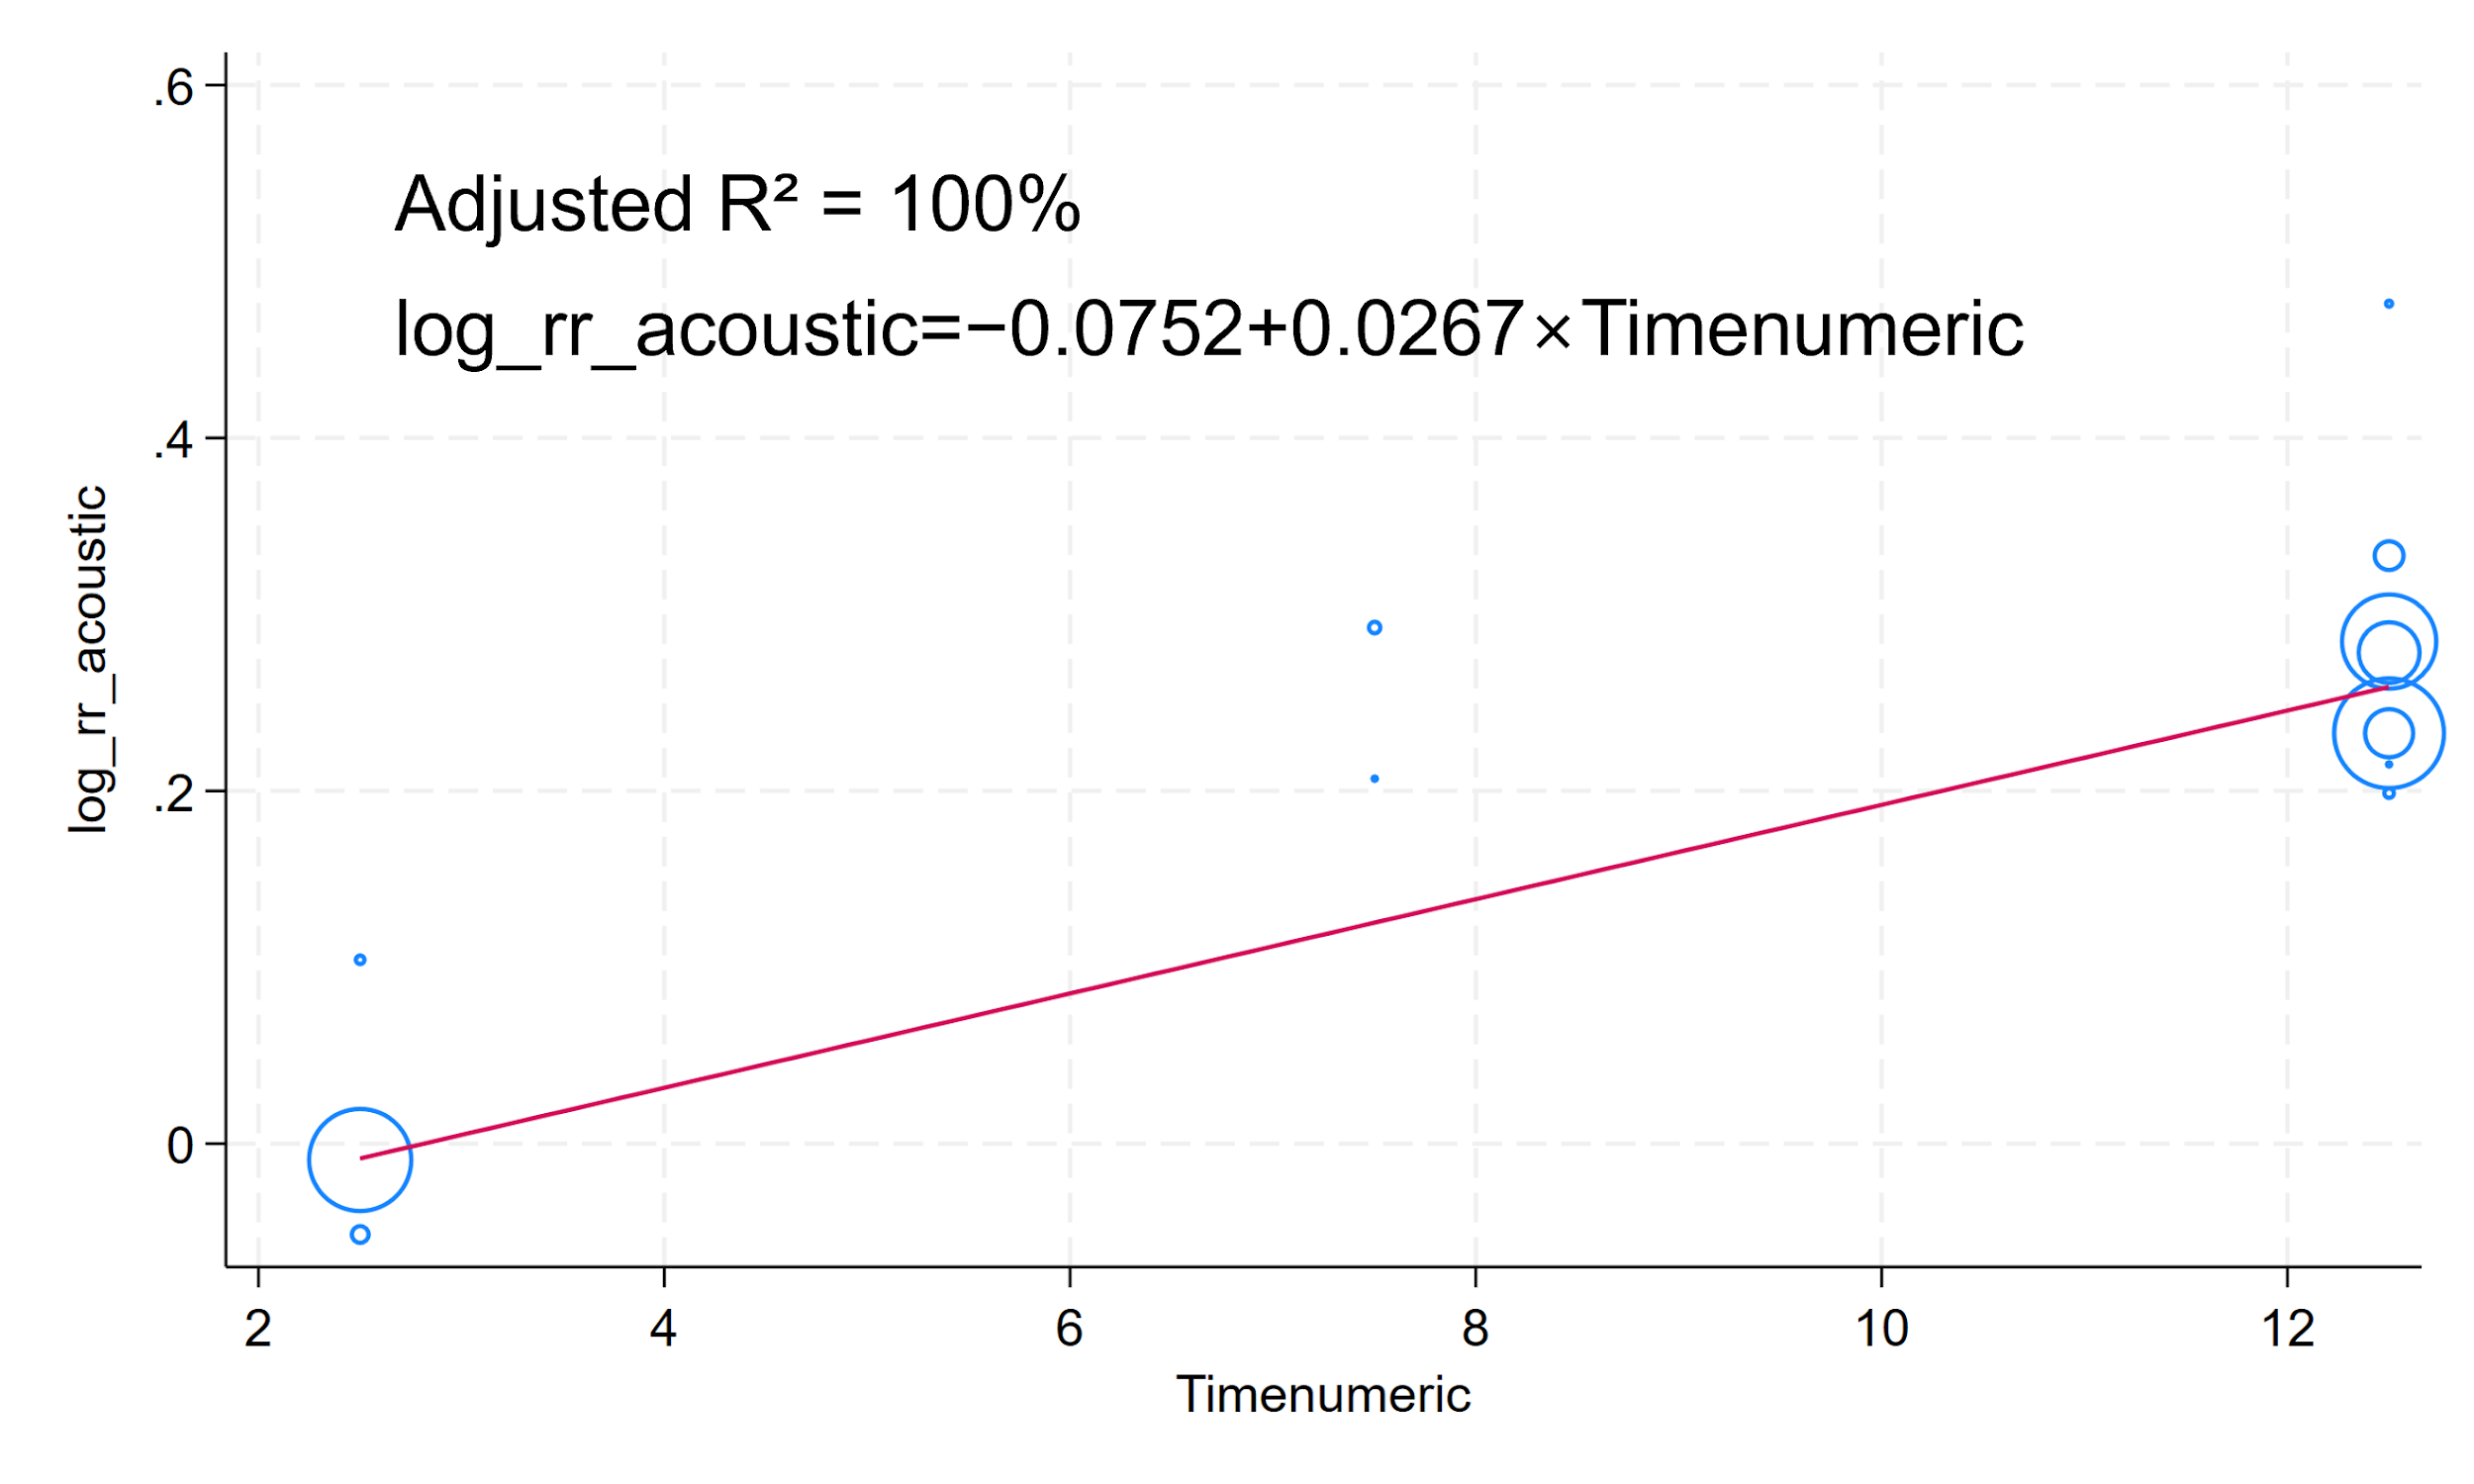 .6
Adjusted R² = 100%
log_rr_acoustic=−0.0752+0.0267×Timenumeric
.4
log_rr_acoustic
.2
0
2 4 6 8 10 12
Timenumeric